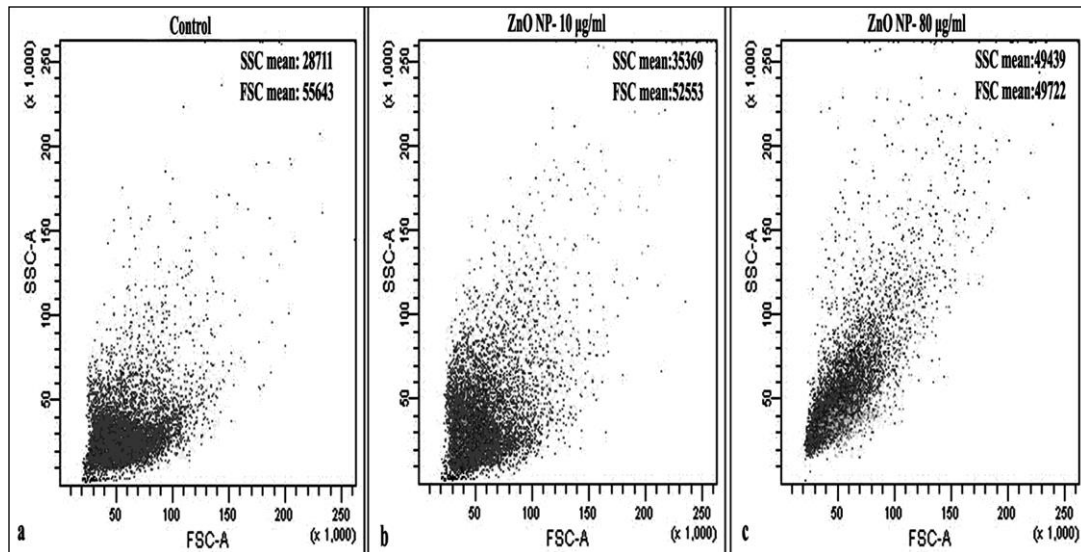 Control
SSC mean: 28711
FSC mean: 55643
(x 1,000)
250
200
150
100
50
SSC-A
50 100 150 200 250
(x 1,000)
FSC-A
a
ZnO NP- 10 µg/ml
SSC mean:35369
FSC mean:52553
(x 1,000)
250
200
150
100
50
SSC-A
50 100 150 200 250
(x 1,000)
FSC-A
b
ZnO NP- 80 µg/ml
SSC mean:49439
FSC mean:49722
(x 1,000)
250
200
150
100
50
SSC-A
50 100 150 200 250
(x 1,000)
FSC-A
c